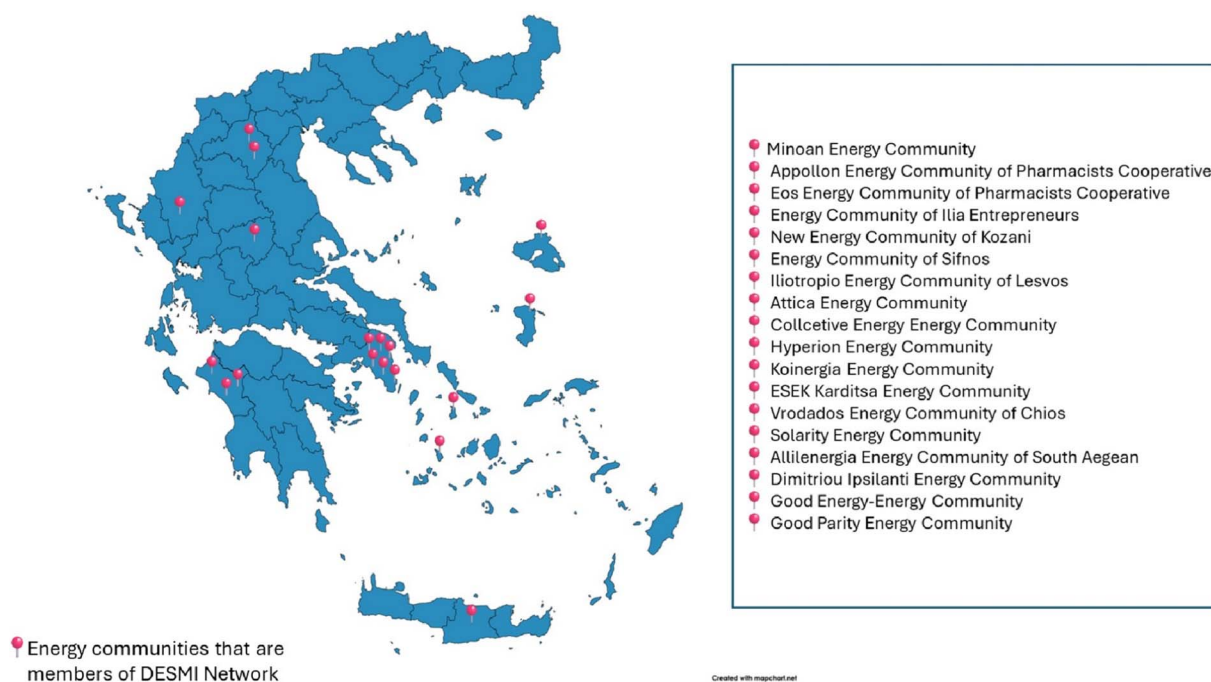 Minoan Energy Community
Appollon Energy Community of Pharmacists Cooperative
Eos Energy Community of Pharmacists Cooperative
Energy Community of Ilia Entrepreneurs
New Energy Community of Kozani
Energy Community of Sifnos
Iliotropio Energy Community of Lesvos
Attica Energy Community
Collcetive Energy Energy Community
Hyperion Energy Community
Koinergia Energy Community
ESEK Karditsa Energy Community
Vrodados Energy Community of Chios
Solarity Energy Community
Allilenergia Energy Community of South Aegean
Dimitriou Ipsilanti Energy Community
Good Energy-Energy Community
Good Parity Energy Community
Energy communities that are
members of DESMI Network
Created with mapchart.net